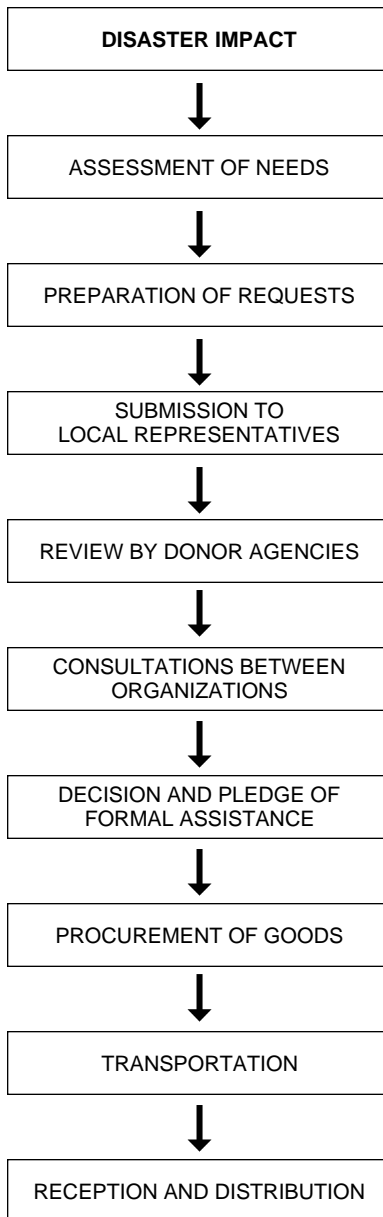 DISASTER IMPACT
ASSESSMENT OF NEEDS
PREPARATION OF REQUESTS
SUBMISSION TO
LOCAL REPRESENTATIVES
REVIEW BY DONOR AGENCIES
CONSULTATIONS BETWEEN
ORGANIZATIONS
DECISION AND PLEDGE OF
FORMAL ASSISTANCE
PROCUREMENT OF GOODS
TRANSPORTATION
RECEPTION AND DISTRIBUTION